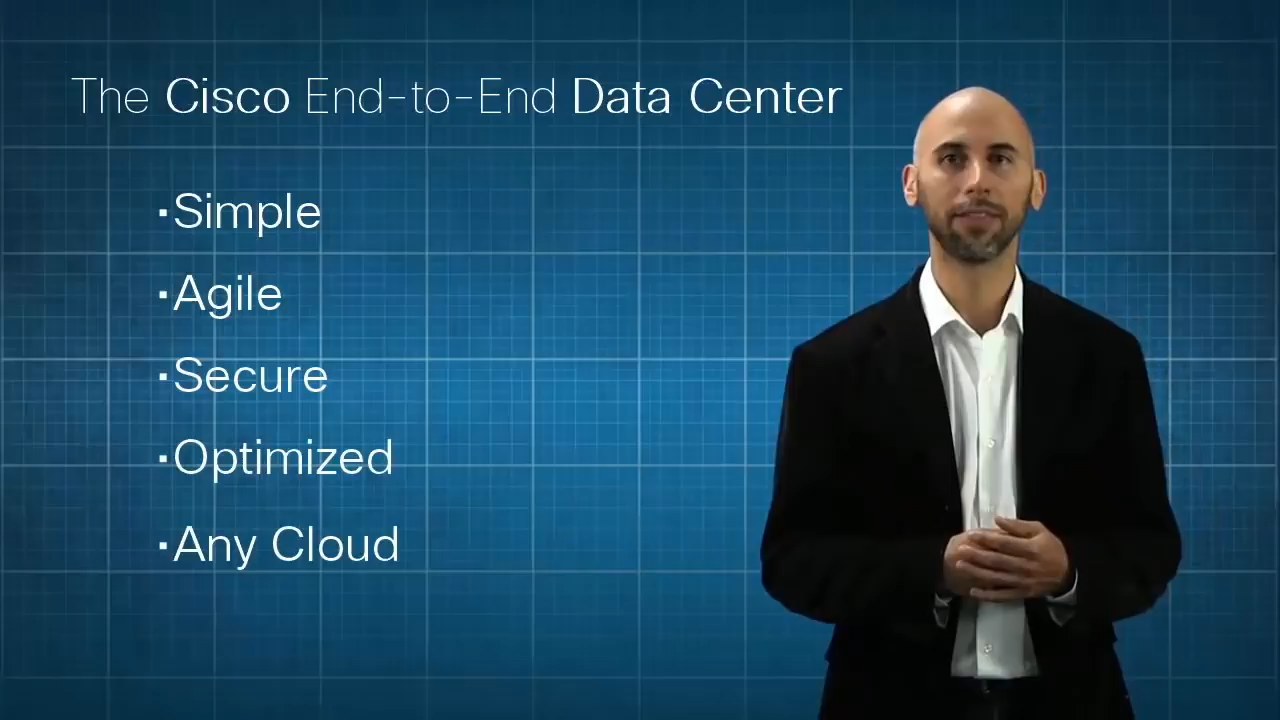 The Cisco End-to-End Data Center
▪Simple
▪Agile
▪Secure
▪Optimized
▪Any Cloud